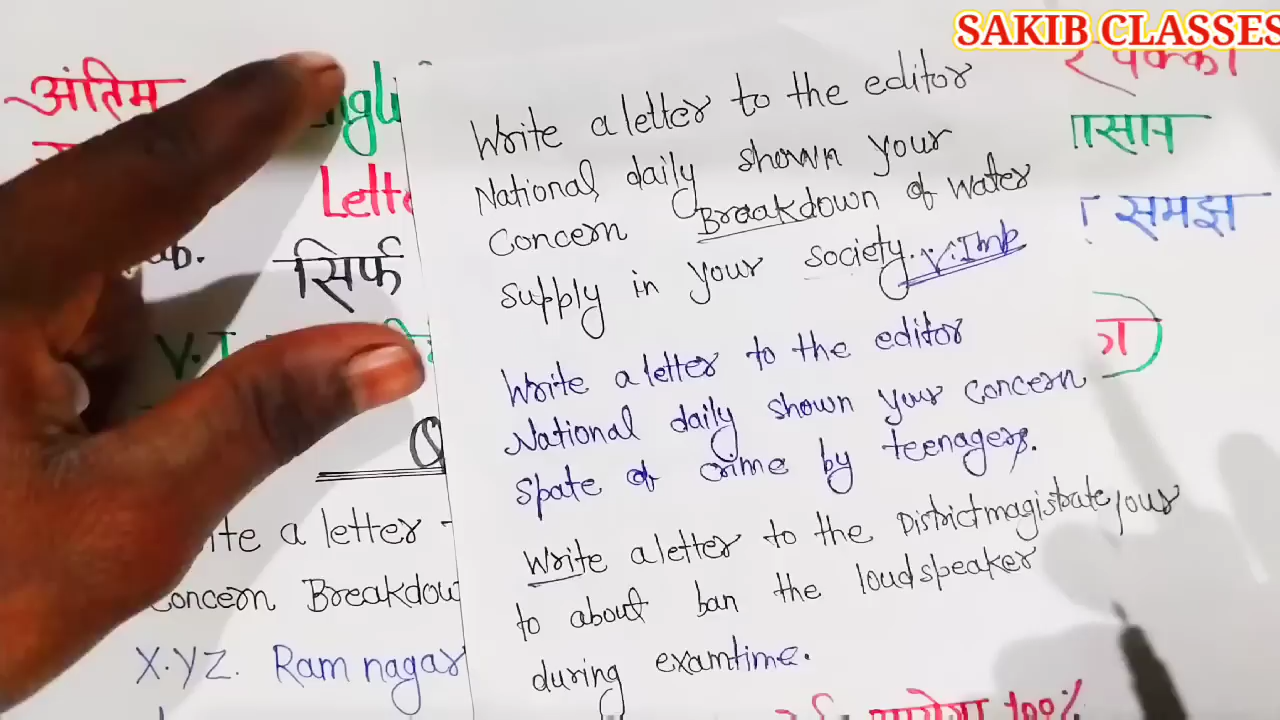 SAKIB CLASSES
अंतिम
Lett
सिर्फ
V.I
Q
ite a letter -
Concern Breakdow
X.YZ. Ram nagar
Write a letter to the editor
National daily shown your
Concern Breakdown of water
supply in your society. V.Imp
Write a letter to the editor
National daily shown your concern
spate of crime by teenagers.
Write a letter to the District magistrate your
to about ban the loudspeaker
during examtime.
समझ
100%